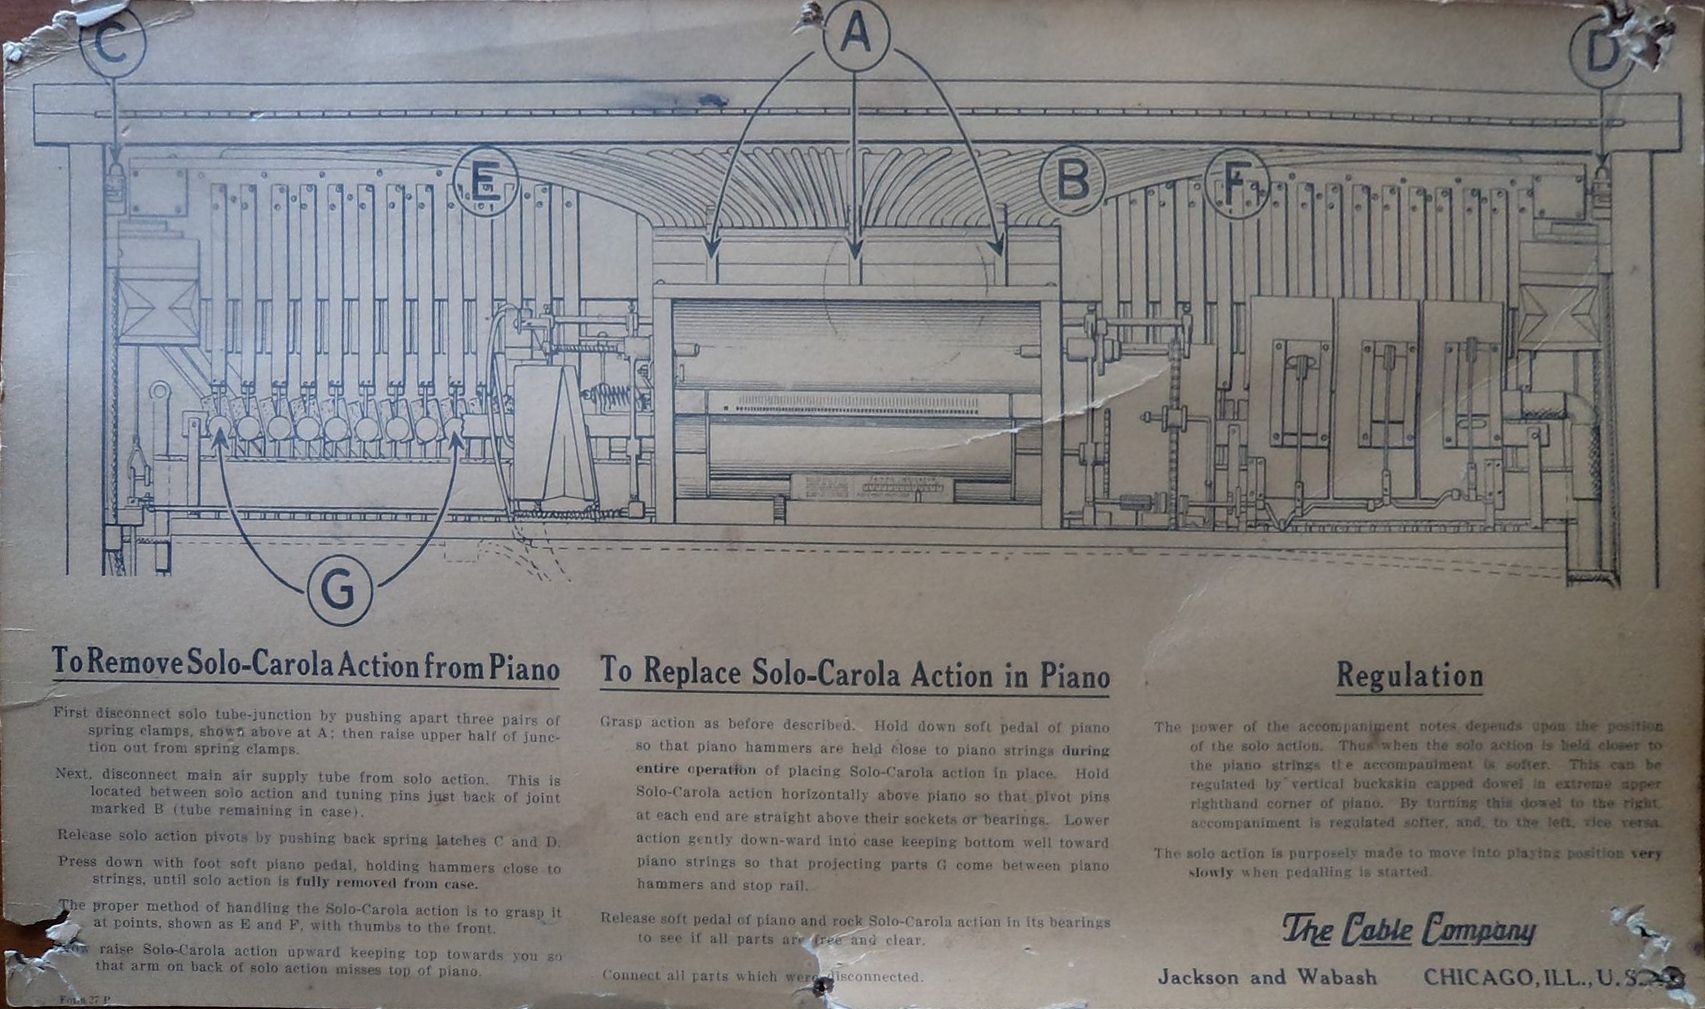 C
A
D
E
B
F
G
To Remove Solo-Carola Action from Piano
First disconnect solo tube-junction by pushing apart three pairs of
spring clamps, shown above at A; then raise upper half of junc-
tion out from spring clamps.
Next, disconnect main air supply tube from solo action. This is
located between solo action and tuning pins just back of joint
marked B (tube remaining in case).
Release solo action pivots by pushing back spring latches C and D.
Press down with foot soft piano pedal, holding hammers close to
strings, until solo action is fully removed from case.
The proper method of handling the Solo-Carola action is to grasp it
at points, shown as E and F, with thumbs to the front.
Now raise Solo-Carola action upward keeping top towards you so
that arm on back of solo action misses top of piano.
Form 27 P
To Replace Solo-Carola Action in Piano
Grasp action as before described. Hold down soft pedal of piano
so that piano hammers are held close to piano strings during
entire operation of placing Solo-Carola action in place. Hold
Solo-Carola action horizontally above piano so that pivot pins
at each end are straight above their sockets or bearings. Lower
action gently down-ward into case keeping bottom well toward
piano strings so that projecting parts G come between piano
hammers and stop rail.
Release soft pedal of piano and rock Solo-Carola action in its bearings
to see if all parts are free and clear.
Connect all parts which were disconnected.
Regulation
The power of the accompaniment notes depends upon the position
of the solo action. Thus when the solo action is held closer to
the piano strings the accompaniment is softer. This can be
regulated by vertical buckskin capped dowel in extreme upper
righthand corner of piano. By turning this dowel to the right,
accompaniment is regulated softer, and, to the left, vice versa.
The solo action is purposely made to move into playing position very
slowly when pedalling is started.
The Cable Company
Jackson and Wabash CHICAGO, ILL., U. S.